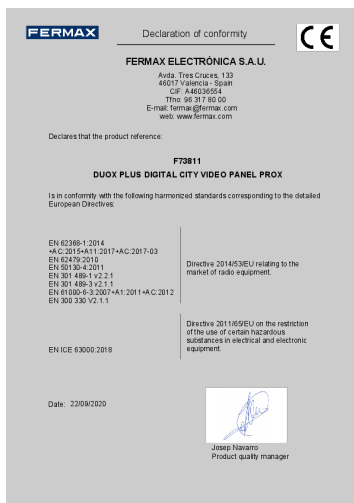 FERMAX
Declaration of conformity
CE
FERMAX ELECTRÓNICA S.A.U.
Avda. Tres Cruces, 133
46017 Valencia - Spain
CIF: A46036554
Tfno: 96 317 80 00
E-mail: fermax@fermax.com
web: www.fermax.com
Declares that the product reference:
F73811
DUOX PLUS DIGITAL CITY VIDEO PANEL PROX
Is in conformity with the following harmonized standards corresponding to the detailed
European Directives:
EN 62368-1:2014
+AC:2015+A11:2017+AC:2017-03
EN 62479:2010
EN 50130-4:2011
EN 301 489-1 v2.2.1
EN 301 489-3 v2.1.1
EN 61000-6-3:2007+A1:2011+AC:2012
EN 300 330 V2.1.1
Directive 2014/53/EU relating to the
market of radio equipment.
EN ICE 63000:2018
Directive 2011/65/EU on the restriction
of the use of certain hazardous
substances in electrical and electronic
equipment.
Date: 22/09/2020
Josep Navarro
Product quality manager